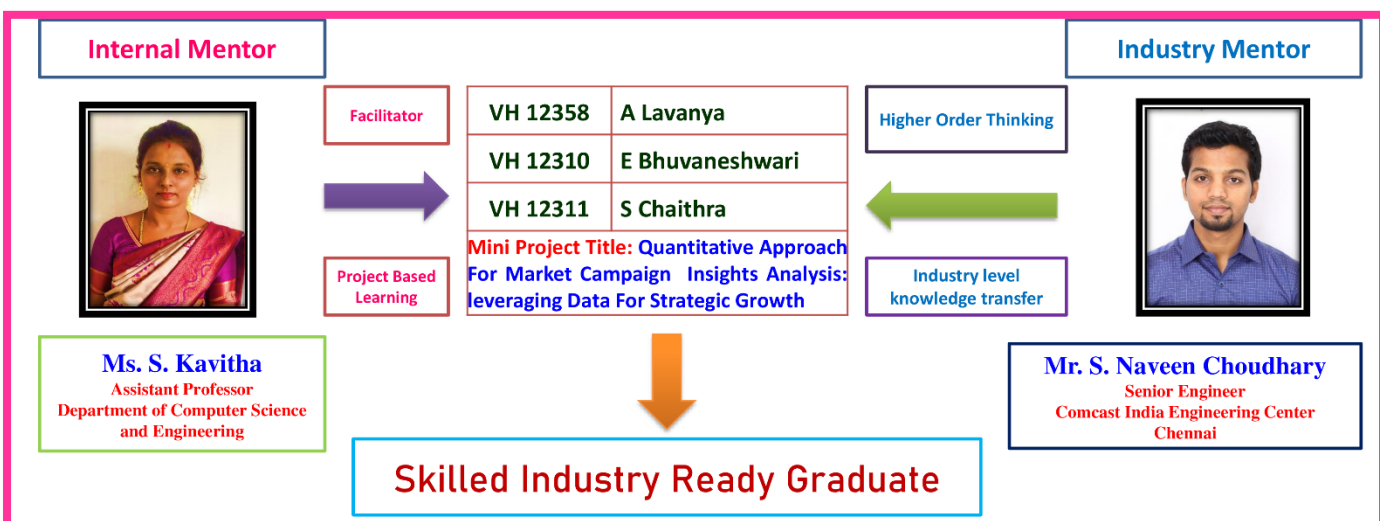 Internal Mentor
Industry Mentor
Facilitator
VH 12358 A Lavanya
VH 12310 E Bhuvaneshwari
VH 12311 S Chaithra
Mini Project Title: Quantitative Approach
For Market Campaign Insights Analysis:
leveraging Data For Strategic Growth
Higher Order Thinking
Project Based
Learning
Industry level
knowledge transfer
Ms. S. Kavitha
Assistant Professor
Department of Computer Science
and Engineering
Mr. S. Naveen Choudhary
Senior Engineer
Comcast India Engineering Center
Chennai
Skilled Industry Ready Graduate